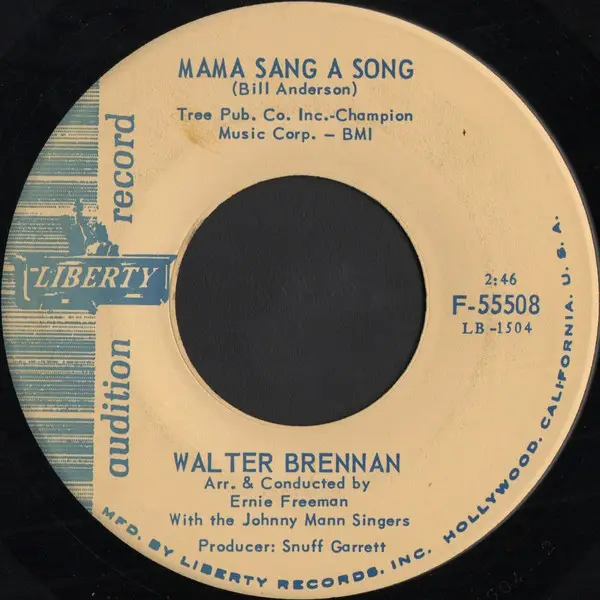 MAMA SANG A SONG
(Bill Anderson)
Tree Pub. Co. Inc.-Champion
Music Corp. - BMI
audition record
LIBERTY
2:46
F-55508
LB-1504
WALTER BRENNAN
Arr. & Conducted by
Ernie Freeman
With the Johnny Mann Singers
Producer: Snuff Garrett
MFD. BY LIBERTY RECORDS, INC. HOLLYWOOD, CALIFORNIA, U. S. A.